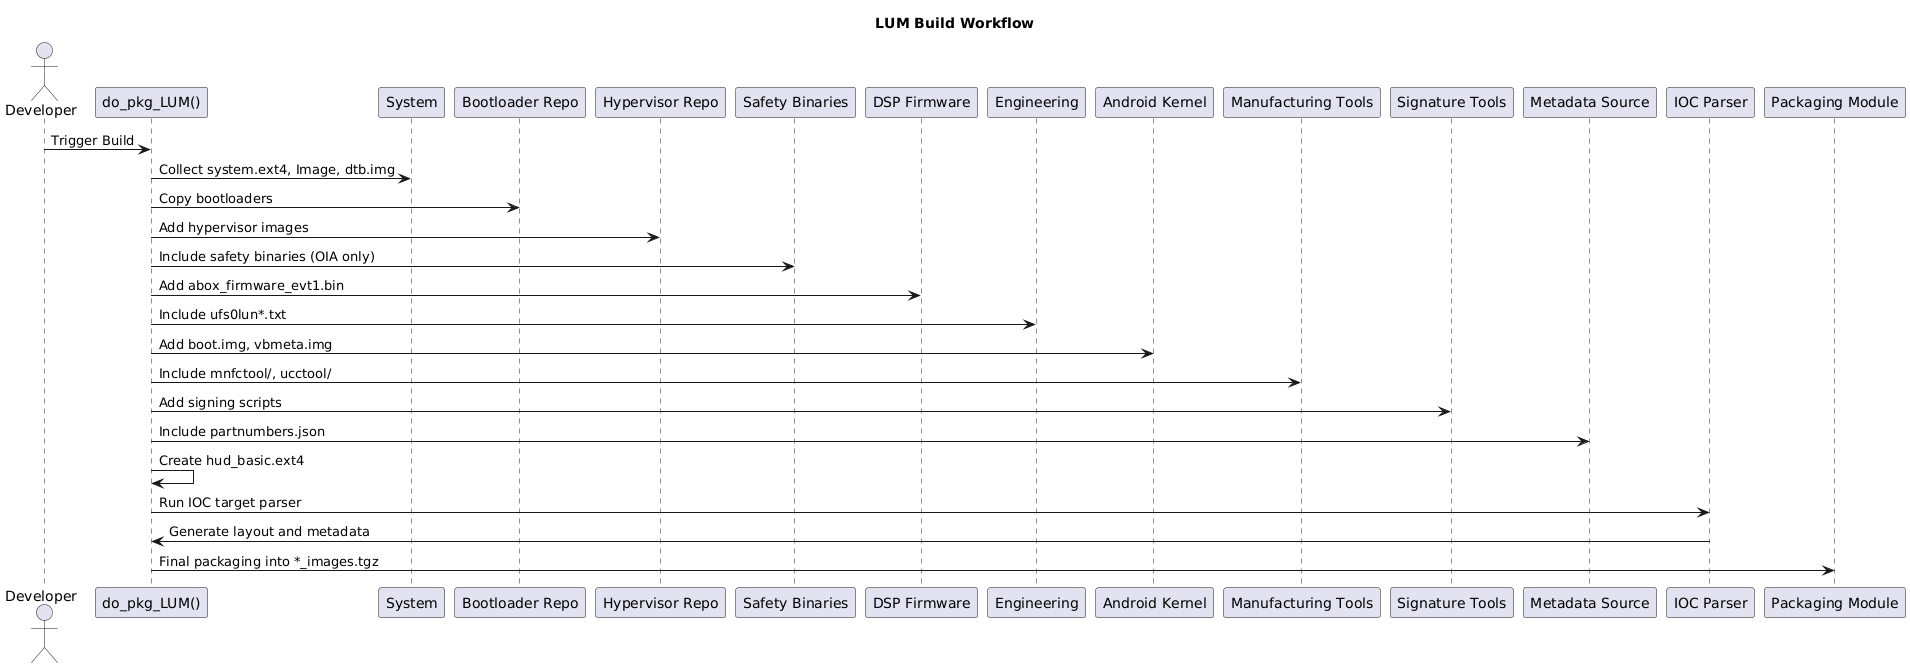 LUM Build Workflow
Developer
do_pkg_LUM()
System
Bootloader Repo
Hypervisor Repo
Safety Binaries
DSP Firmware
Engineering
Android Kernel
Manufacturing Tools
Signature Tools
Metadata Source
IOC Parser
Packaging Module
Trigger Build
Collect system.ext4, Image, dtb.img
Copy bootloaders
Add hypervisor images
Include safety binaries (OIA only)
Add abox_firmware_evt1.bin
Include ufs0lun*.txt
Add boot.img, vbmeta.img
Include mnfctool/, ucctool/
Add signing scripts
Include partnumbers.json
Create hud_basic.ext4
Run IOC target parser
Generate layout and metadata
Final packaging into *_images.tgz
Developer
do_pkg_LUM()
System
Bootloader Repo
Hypervisor Repo
Safety Binaries
DSP Firmware
Engineering
Android Kernel
Manufacturing Tools
Signature Tools
Metadata Source
IOC Parser
Packaging Module